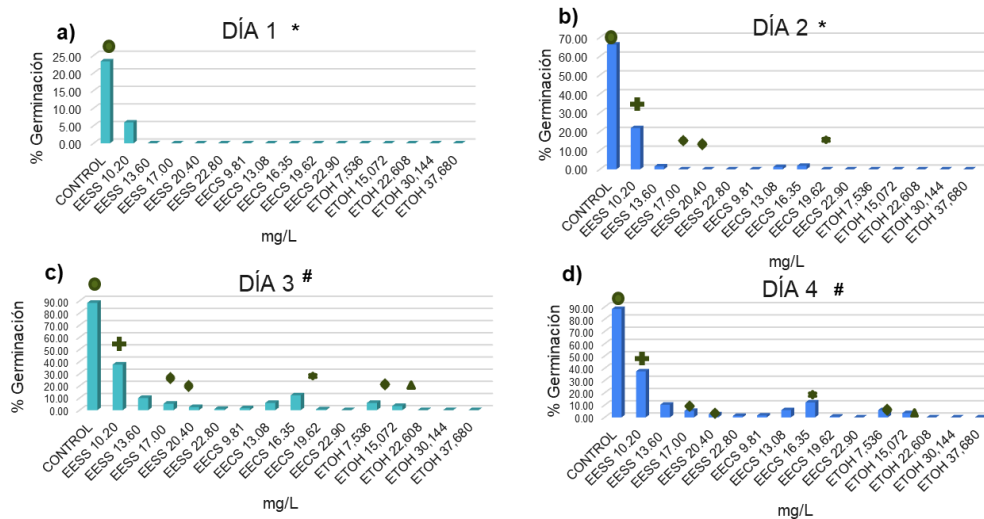 a)
DÍA 1 *
% Germinación
25.00
20.00
15.00
10.00
5.00
0.00
CONTROL
EESS 10.20
EESS 13.60
EESS 17.00
EESS 20.40
EESS 22.80
EECS 9.81
EECS 13.08
EECS 16.35
EECS 19.62
EECS 22.90
ETOH 7,536
ETOH 15,072
ETOH 22,608
ETOH 30,144
ETOH 37,680
mg/L
b)
DÍA 2 *
% Germinación
70.00
60.00
50.00
40.00
30.00
20.00
10.00
0.00
CONTROL
EESS 10.20
EESS 13.60
EESS 17.00
EESS 20.40
EESS 22.80
EECS 9.81
EECS 13.08
EECS 16.35
EECS 19.62
EECS 22.90
ETOH 7,536
ETOH 15,072
ETOH 22,608
ETOH 30,144
ETOH 37,680
mg/L
c)
DÍA 3 #
% Germinación
90.00
80.00
70.00
60.00
50.00
40.00
30.00
20.00
10.00
0.00
CONTROL
EESS 10.20
EESS 13.60
EESS 17.00
EESS 20.40
EESS 22.80
EECS 9.81
EECS 13.08
EECS 16.35
EECS 19.62
EECS 22.90
ETOH 7,536
ETOH 15,072
ETOH 22,608
ETOH 30,144
ETOH 37,680
mg/L
d)
DÍA 4 #
% Germinación
90.00
80.00
70.00
60.00
50.00
40.00
30.00
20.00
10.00
0.00
CONTROL
EESS 10.20
EESS 13.60
EESS 17.00
EESS 20.40
EESS 22.80
EECS 9.81
EECS 13.08
EECS 16.35
EECS 19.62
EECS 22.90
ETOH 7,536
ETOH 15,072
ETOH 22,608
ETOH 30,144
ETOH 37,680
mg/L